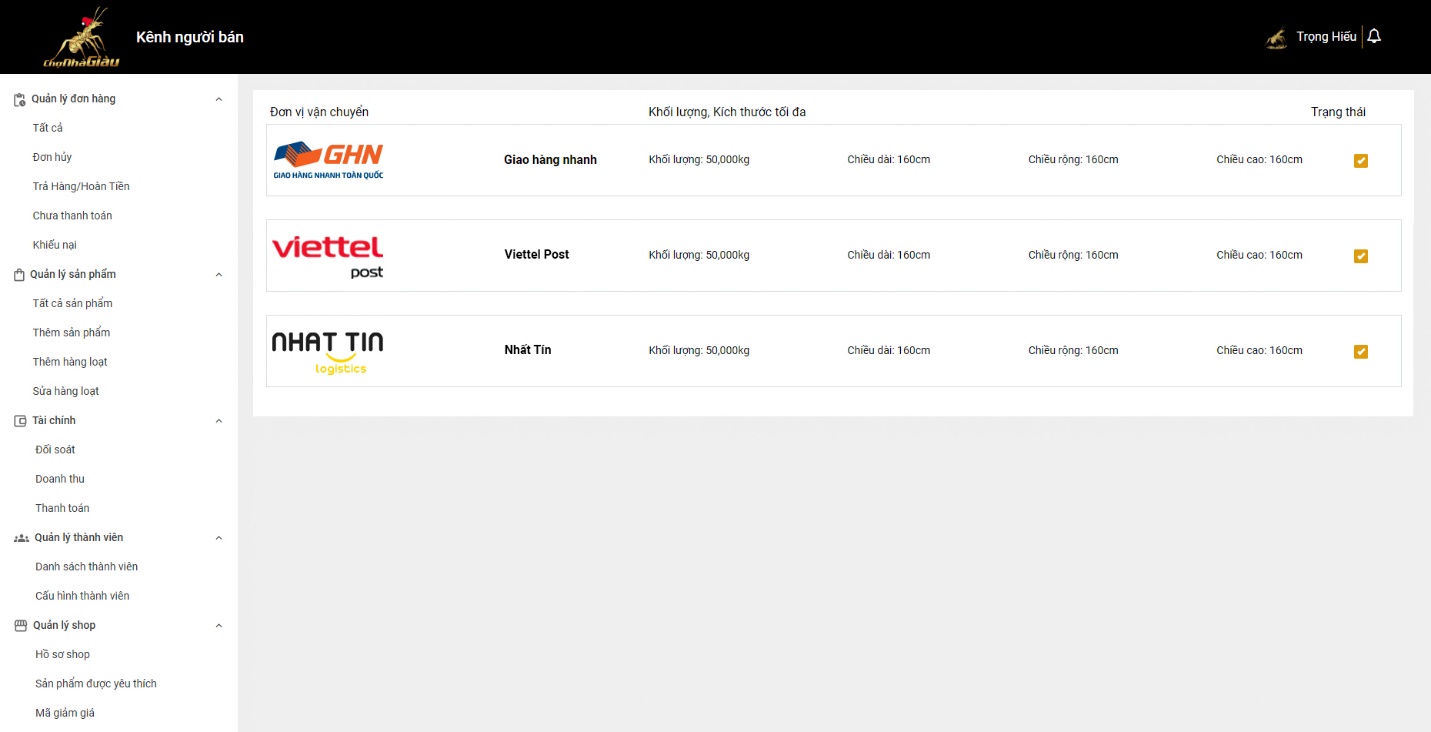 ChợNhàGiàu
Kênh người bán
Trọng Hiếu
Quản lý đơn hàng
Tất cả
Đơn hủy
Trả Hàng/Hoàn Tiền
Chưa thanh toán
Khiếu nại
Quản lý sản phẩm
Tất cả sản phẩm
Thêm sản phẩm
Thêm hàng loạt
Sửa hàng loạt
Tài chính
Đối soát
Doanh thu
Thanh toán
Quản lý thành viên
Danh sách thành viên
Cấu hình thành viên
Quản lý shop
Hồ sơ shop
Sản phẩm được yêu thích
Mã giảm giá
Đơn vị vận chuyển Khối lượng, Kích thước tối đa Trạng thái
GHN
GIAO HÀNG NHANH TOÀN QUỐC
Giao hàng nhanh Khối lượng: 50,000kg Chiều dài: 160cm Chiều rộng: 160cm Chiều cao: 160cm
viettel
post
Viettel Post Khối lượng: 50,000kg Chiều dài: 160cm Chiều rộng: 160cm Chiều cao: 160cm
NHAT TIN
logistics
Nhất Tín Khối lượng: 50,000kg Chiều dài: 160cm Chiều rộng: 160cm Chiều cao: 160cm